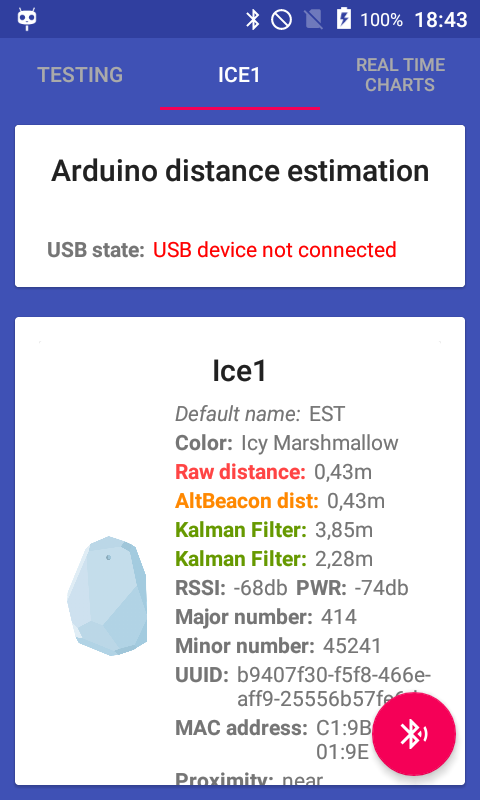 100% 18:43
TESTING ICE1 REAL TIME CHARTS
Arduino distance estimation
USB state: USB device not connected
Ice1
Default name: EST
Color: Icy Marshmallow
Raw distance: 0,43m
AltBeacon dist: 0,43m
Kalman Filter: 3,85m
Kalman Filter: 2,28m
RSSI: -68db PWR: -74db
Major number: 414
Minor number: 45241
UUID: b9407f30-f5f8-466e-
aff9-25556b57fe
MAC address: C1:9B
01:9E
Proximity: near